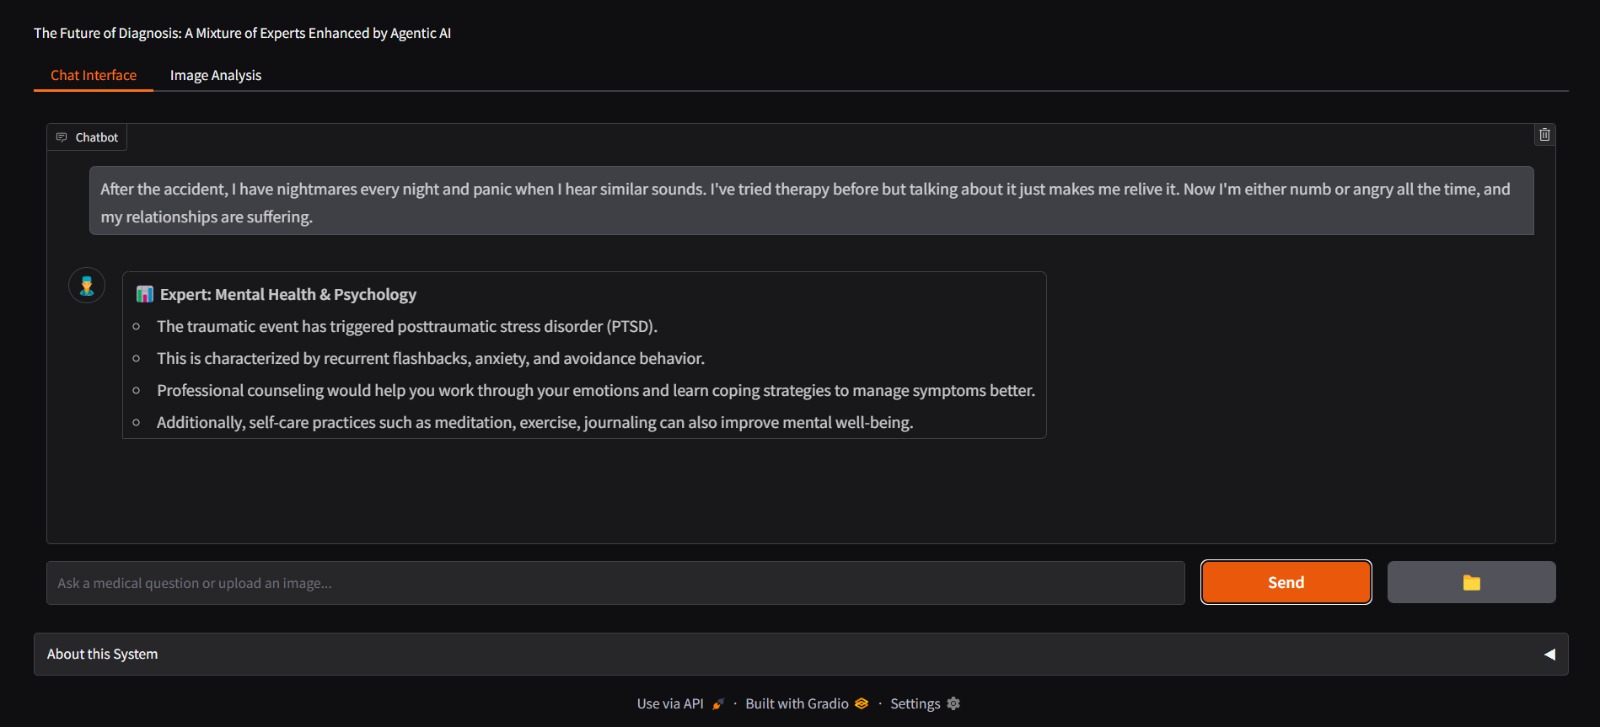 The Future of Diagnosis: A Mixture of Experts Enhanced by Agentic AI
Chat Interface
Image Analysis
Chatbot
After the accident, I have nightmares every night and panic when I hear similar sounds. I've tried therapy before but talking about it just makes me relive it. Now I'm either numb or angry all the time, and
my relationships are suffering.
Expert: Mental Health & Psychology
The traumatic event has triggered posttraumatic stress disorder (PTSD).
This is characterized by recurrent flashbacks, anxiety, and avoidance behavior.
Professional counseling would help you work through your emotions and learn coping strategies to manage symptoms better.
Additionally, self-care practices such as meditation, exercise, journaling can also improve mental well-being.
Ask a medical question or upload an image...
Send
About this System
Use via API · Built with Gradio · Settings